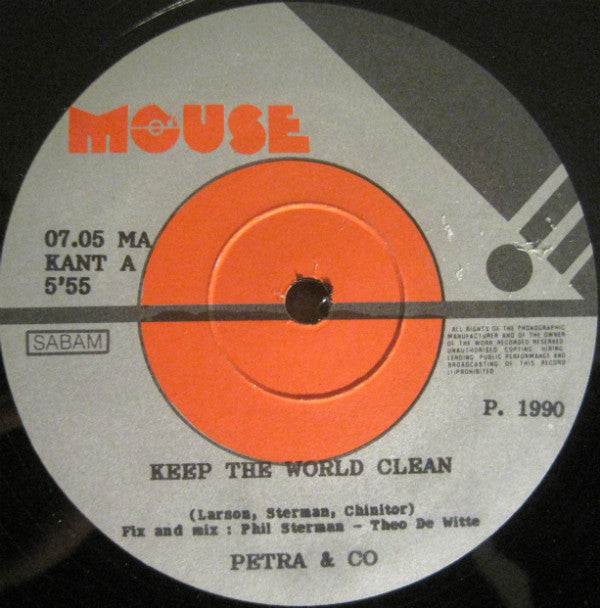 MOUSE
07.05 MA
KANT A
5'55
SABAM
ALL RIGHTS OF THE PHONOGRAPHIC
MANUFACTURER AND OF THE OWNER
OF THE WORK RECORDED RESERVED
UNAUTHORISED COPYING HIRING
LENDING PUBLIC PERFORMANCE AND
BROADCASTING OF THIS RECORD
PROHIBITED
P. 1990
KEEP THE WORLD CLEAN
(Larson, Sterman, Chinitor)
Fix and mix : Phil Sterman - Theo De Witte
PETRA & CO